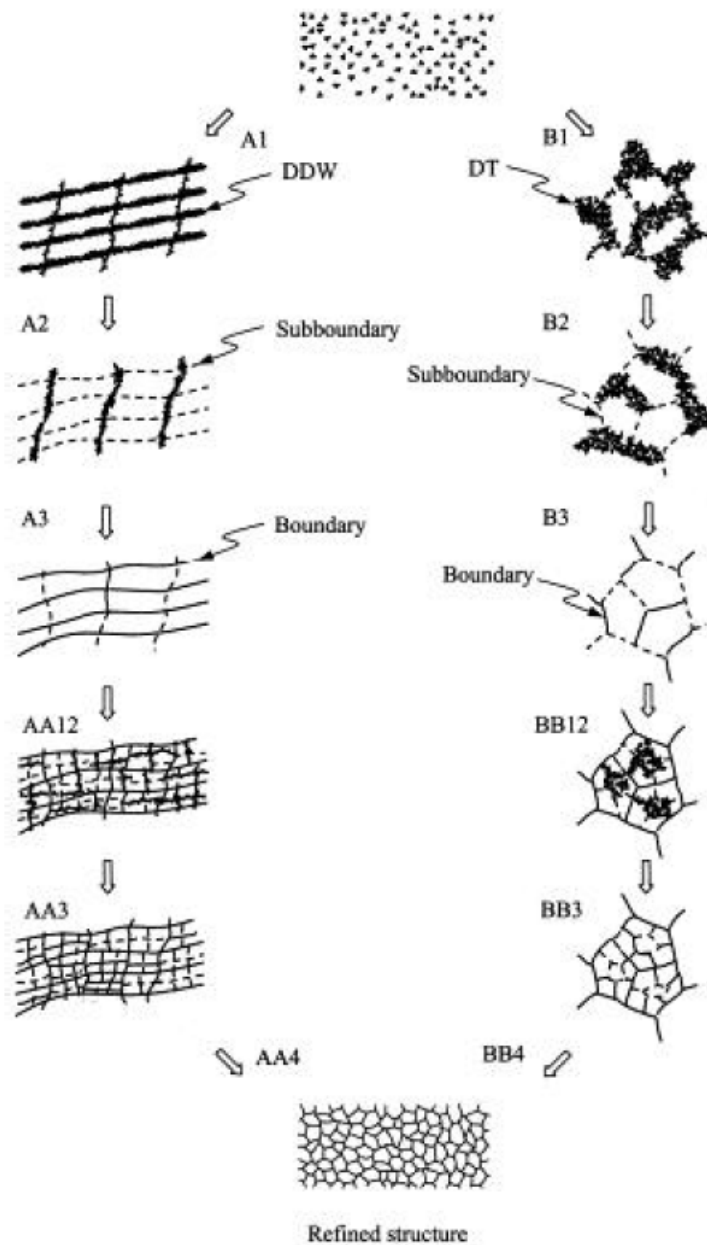 A1
B1
DDW
DT
A2
B2
Subboundary
Subboundary
A3
B3
Boundary
Boundary
AA12
BB12
AA3
BB3
AA4
BB4
Refined structure